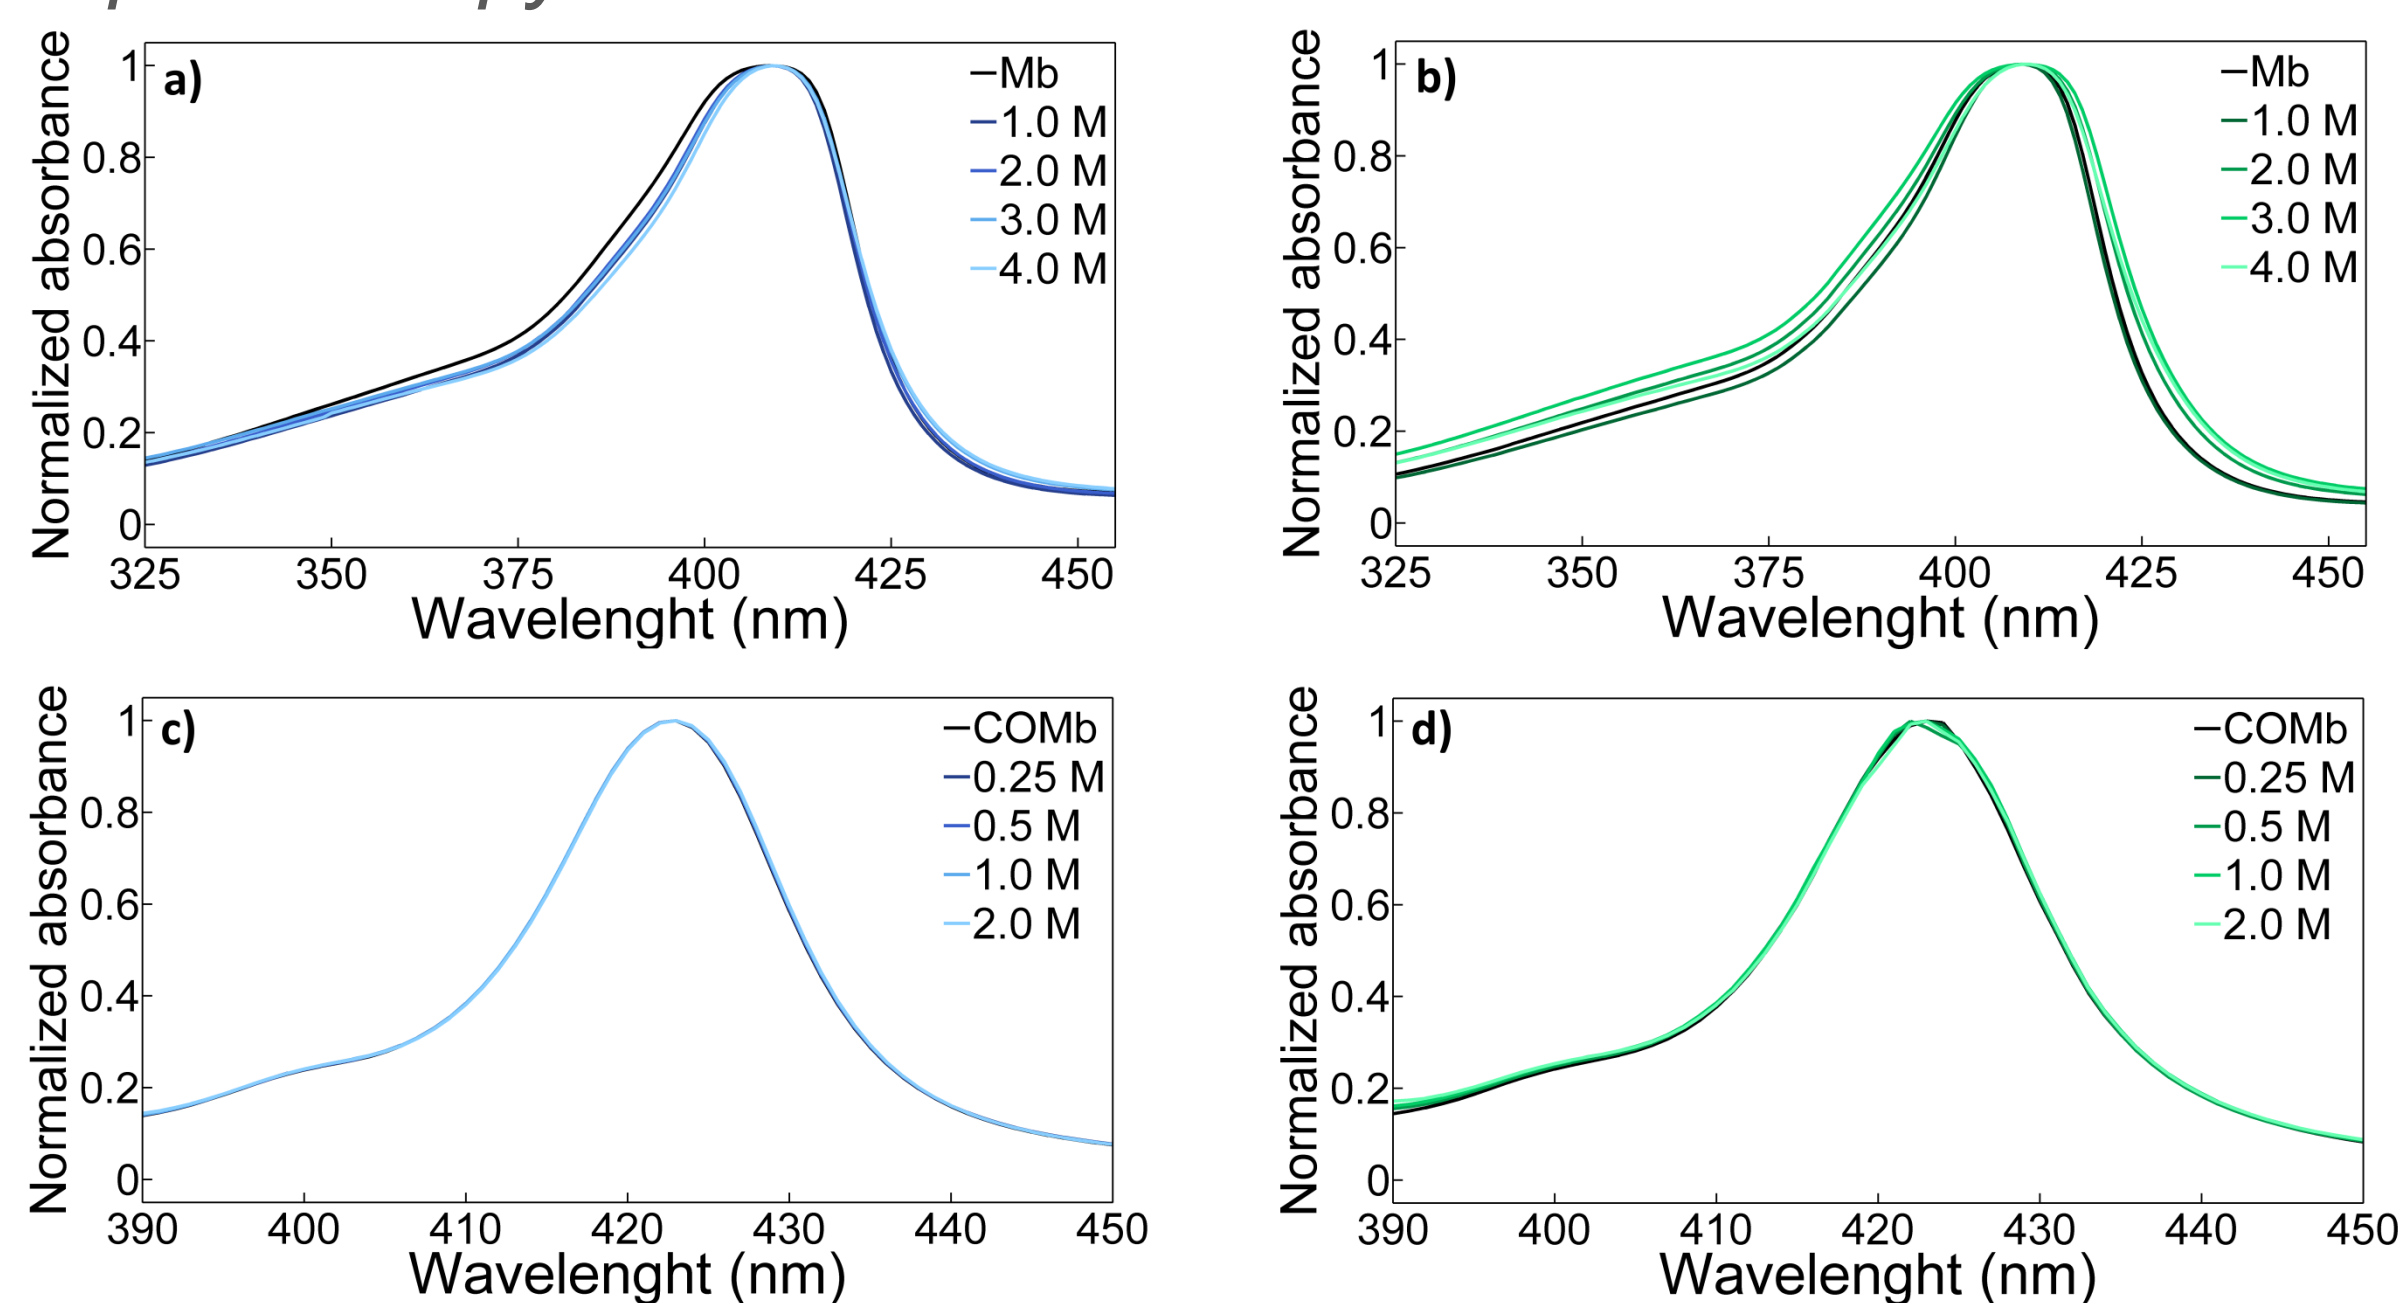 a)
Normalized absorbance
1
0.8
0.6
0.4
0.2
0
325 350 375 400 425 450
Wavelenght (nm)
Mb
1.0 M
2.0 M
3.0 M
4.0 M
b)
Normalized absorbance
1
0.8
0.6
0.4
0.2
0
325 350 375 400 425 450
Wavelenght (nm)
Mb
1.0 M
2.0 M
3.0 M
4.0 M
c)
Normalized absorbance
1
0.8
0.6
0.4
0.2
0
390 400 410 420 430 440 450
Wavelenght (nm)
COMb
0.25 M
0.5 M
1.0 M
2.0 M
d)
Normalized absorbance
1
0.8
0.6
0.4
0.2
0
390 400 410 420 430 440 450
Wavelenght (nm)
COMb
0.25 M
0.5 M
1.0 M
2.0 M